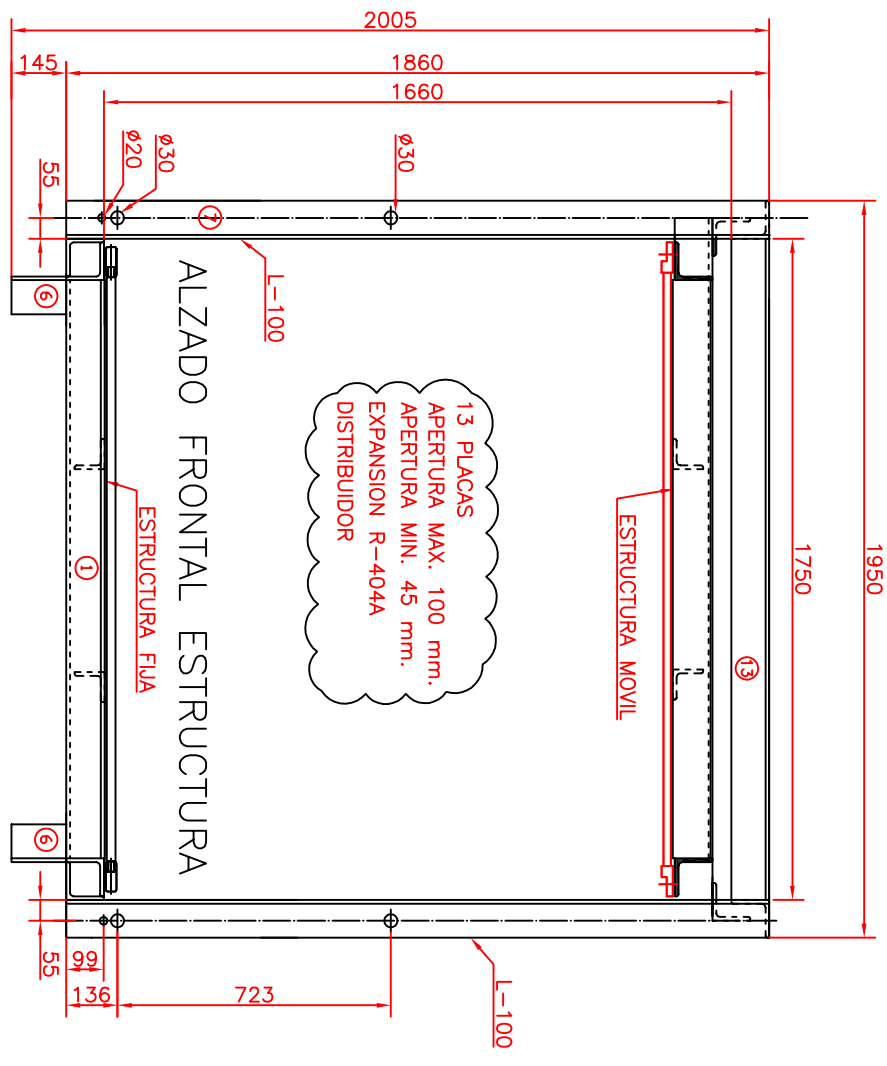 2005
1860
145
1660
ø30
ø20
ø30
55
7
1950
1750
L-100
6
ALZADO FRONTAL ESTRUCTURA
13 PLACAS
APERTURA MAX. 100 mm.
APERTURA MIN. 45 mm.
EXPANSION R-404A
DISTRIBUIDOR
ESTRUCTURA MOVIL
ESTRUCTURA FIJA
1
13
6
99
55
136
723
L-100